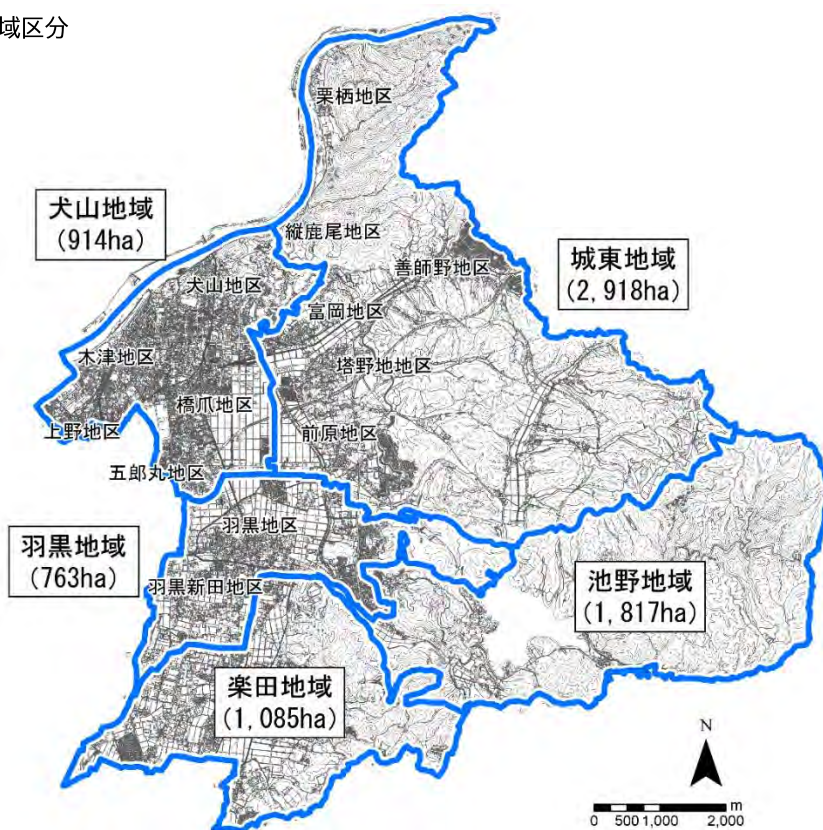 域区分
栗栖地区
犬山地域
(914ha)
縦鹿尾地区
善師野地区
城東地域
(2,918ha)
犬山地区
富岡地区
木津地区
塔野地地区
橋爪地区
上野地区
前原地区
五郎丸地区
羽黒地区
羽黒地域
(763ha)
羽黒新田地区
池野地域
(1,817ha)
楽田地域
(1,085ha)
N
0 500 1,000 2,000 m